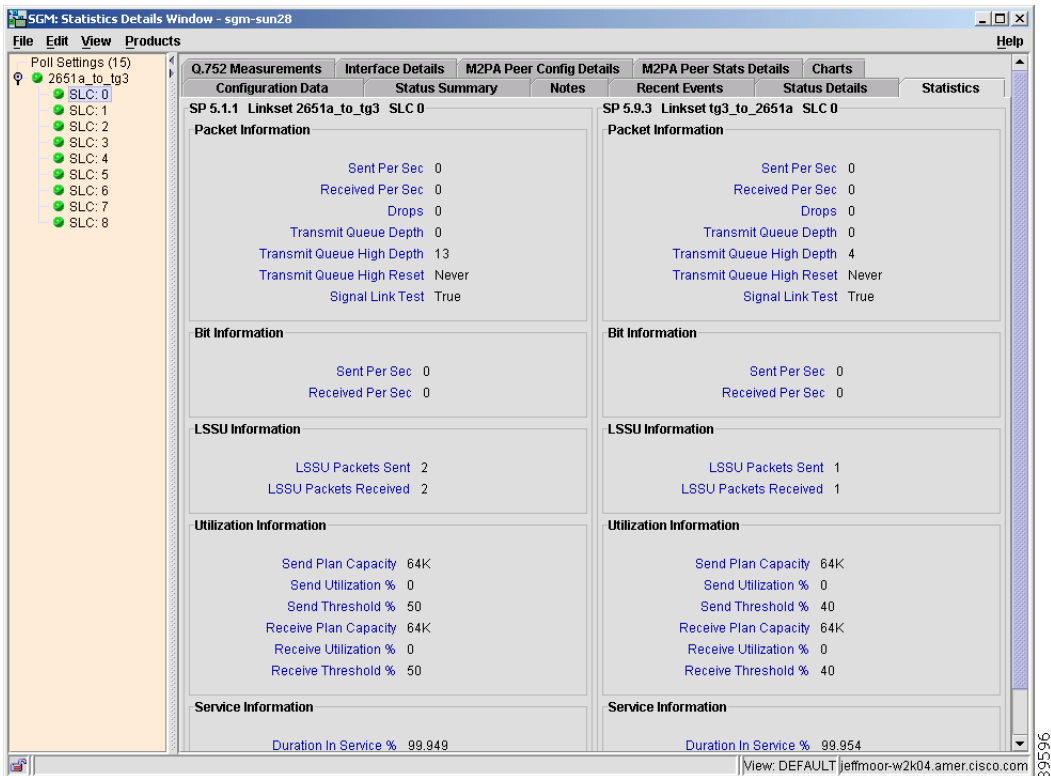 SGM: Statistics Details Window - sgm-sun28
File Edit View Products Help
Poll Settings (15)
2651a_to_tg3
SLC: 0
SLC: 1
SLC: 2
SLC: 3
SLC: 4
SLC: 5
SLC: 6
SLC: 7
SLC: 8
Q.752 Measurements Interface Details M2PA Peer Config Details M2PA Peer Stats Details Charts
Configuration Data Status Summary Notes Recent Events Status Details Statistics
SP 5.1.1 Linkset 2651a_to_tg3 SLC 0
Packet Information
Sent Per Sec 0
Received Per Sec 0
Drops 0
Transmit Queue Depth 0
Transmit Queue High Depth 13
Transmit Queue High Reset Never
Signal Link Test True
Bit Information
Sent Per Sec 0
Received Per Sec 0
LSSU Information
LSSU Packets Sent 2
LSSU Packets Received 2
Utilization Information
Send Plan Capacity 64K
Send Utilization % 0
Send Threshold % 50
Receive Plan Capacity 64K
Receive Utilization % 0
Receive Threshold % 50
Service Information
Duration In Service % 99.949
SP 5.9.3 Linkset tg3_to_2651a SLC 0
Packet Information
Sent Per Sec 0
Received Per Sec 0
Drops 0
Transmit Queue Depth 0
Transmit Queue High Depth 4
Transmit Queue High Reset Never
Signal Link Test True
Bit Information
Sent Per Sec 0
Received Per Sec 0
LSSU Information
LSSU Packets Sent 1
LSSU Packets Received 1
Utilization Information
Send Plan Capacity 64K
Send Utilization % 0
Send Threshold % 40
Receive Plan Capacity 64K
Receive Utilization % 0
Receive Threshold % 40
Service Information
Duration In Service % 99.954
View: DEFAULT jeffmoor-w2k04.amer.cisco.com